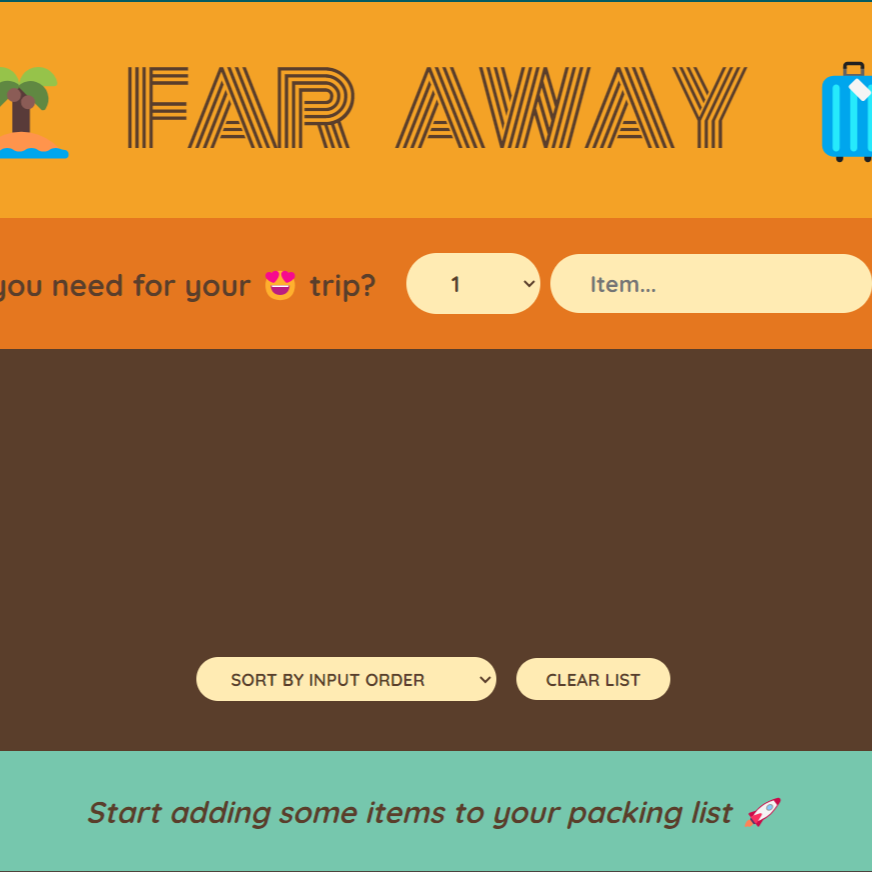 FAR AWAY
you need for your 😍 trip?
1
Item...
SORT BY INPUT ORDER
CLEAR LIST
Start adding some items to your packing list 🚀